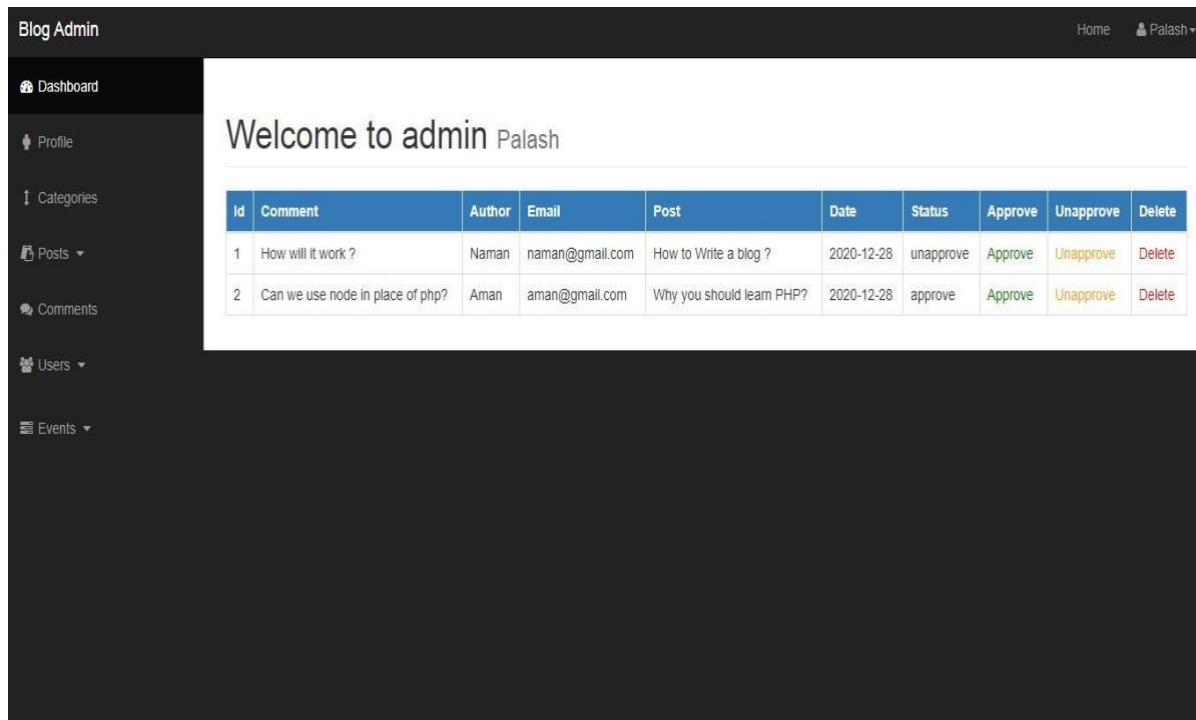 Blog Admin
Home Palash
Dashboard
Profile
Categories
Posts
Comments
Users
Events
Welcome to admin Palash
Id Comment Author Email Post Date Status Approve Unapprove Delete
1 How will it work ? Naman naman@gmail.com How to Write a blog ? 2020-12-28 unapprove Approve Unapprove Delete
2 Can we use node in place of php? Aman aman@gmail.com Why you should learn PHP? 2020-12-28 approve Approve Unapprove Delete